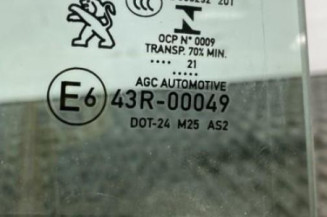 OCP N° 0009
TRANSP. 70% MIN.
.... 21 .....
AGC AUTOMOTIVE
E6 43R-00049
DOT-24 M25 AS2